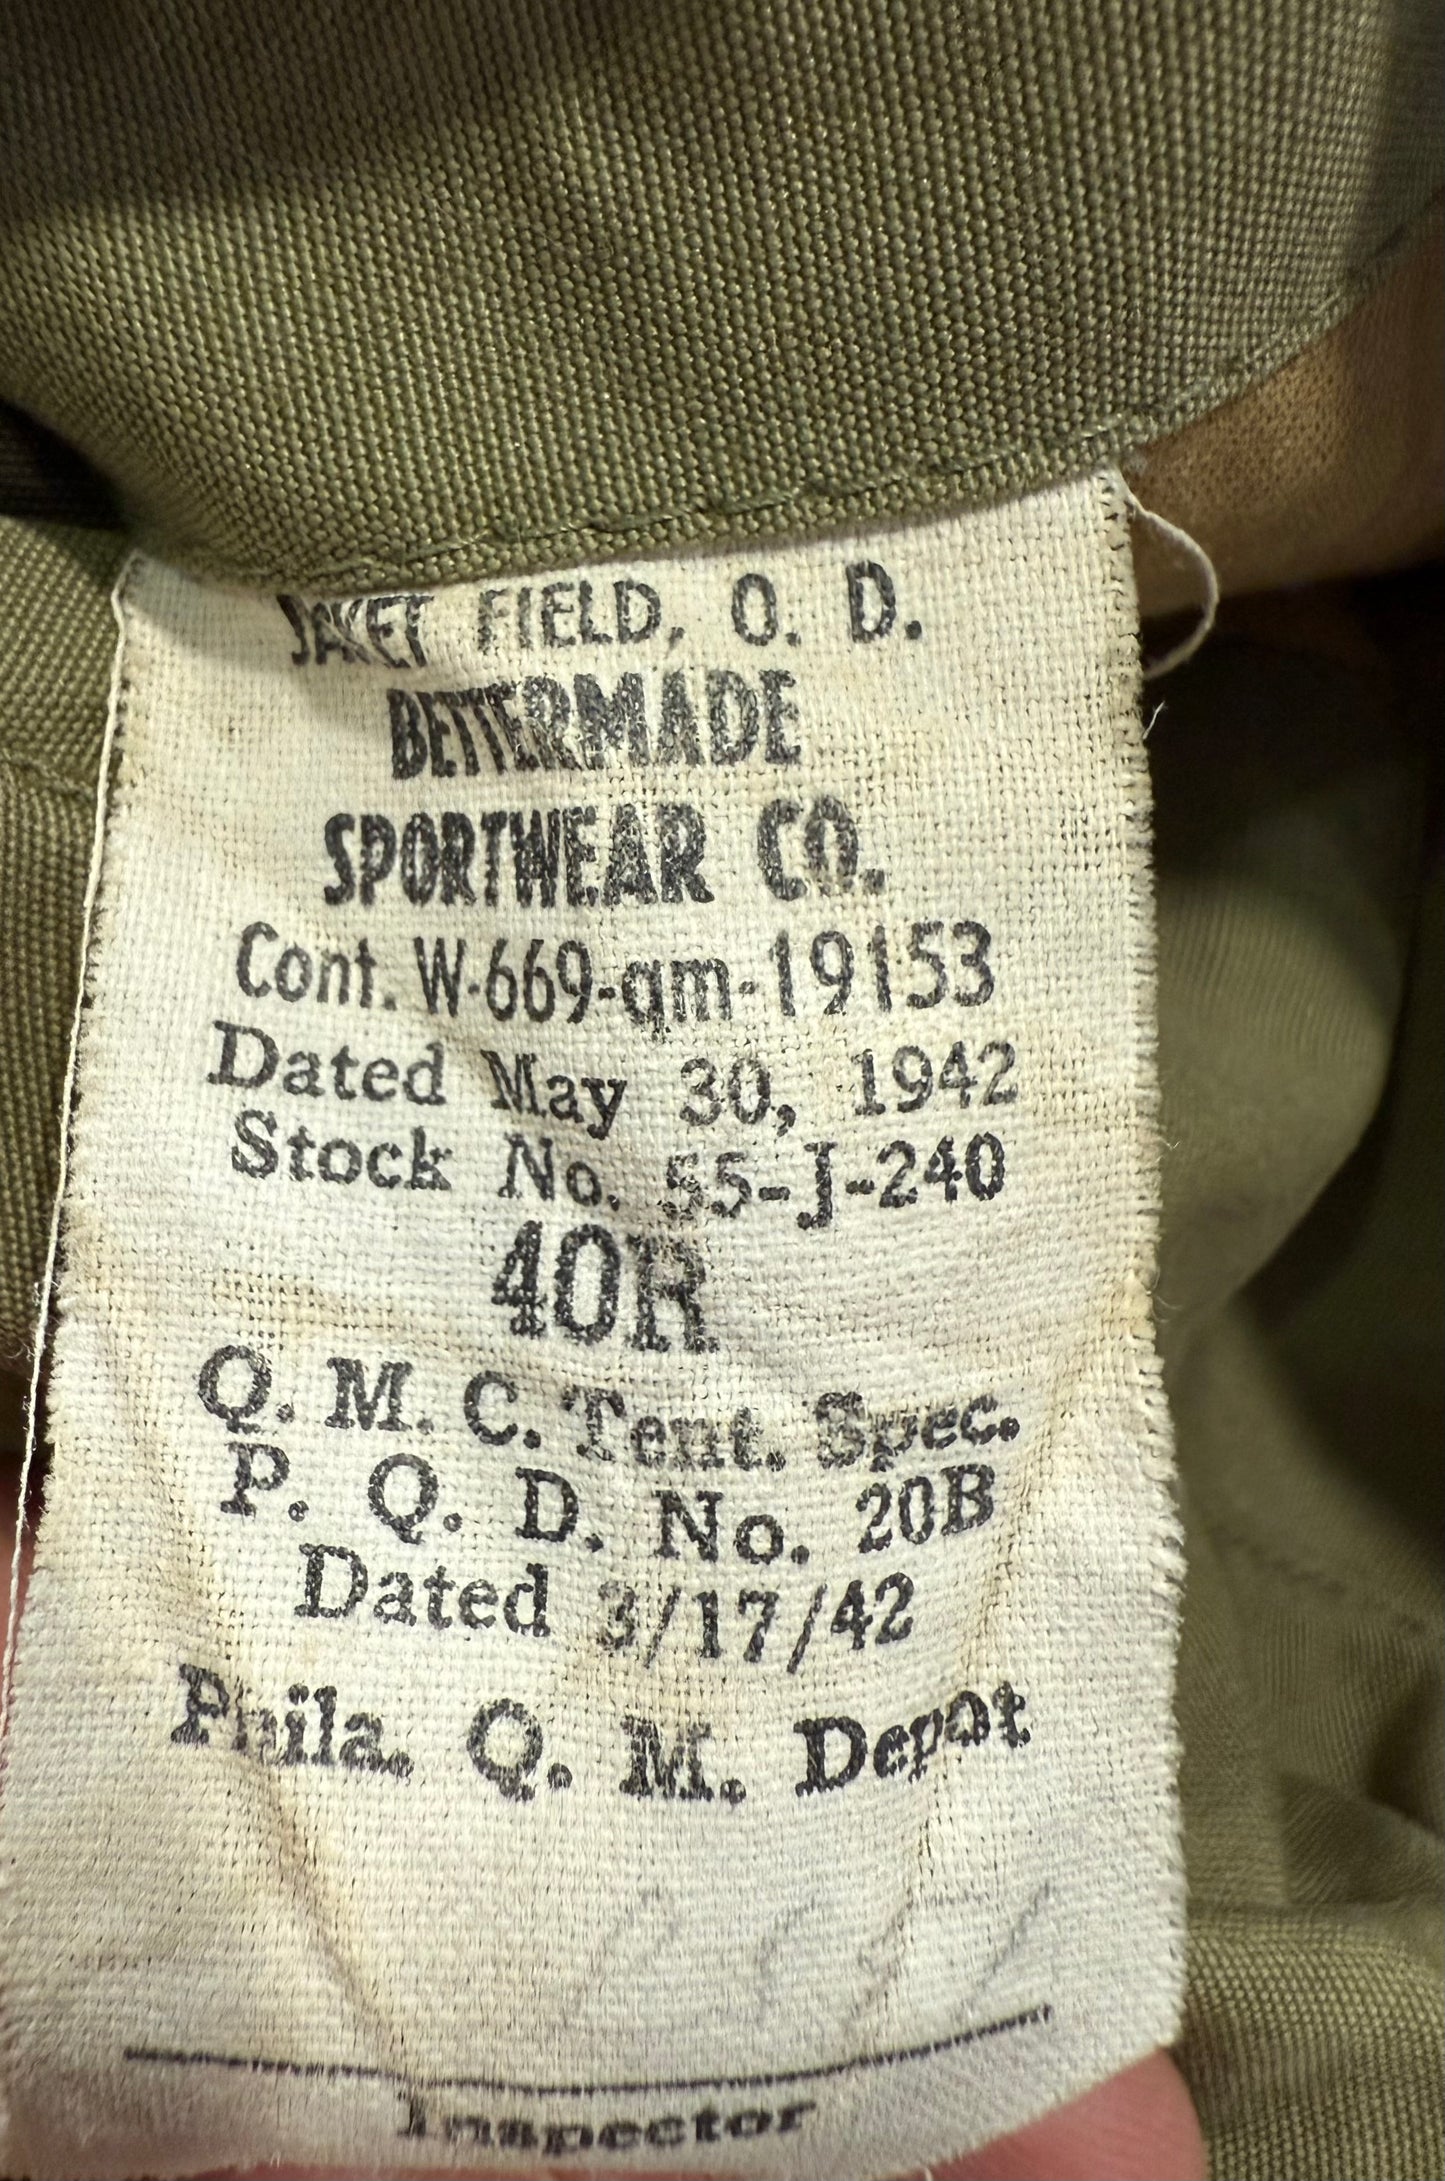 JACKET FIELD, O. D.
BETTERMADE
SPORTWEAR CO.
Cont. W-669-qm-19153
Dated May 30, 1942
Stock No. 55-J-240
40R
Q. M. C. Tent. Spec.
P. Q. D. No. 20B
Dated 3/17/42
Phila. Q. M. Depot
Inspector